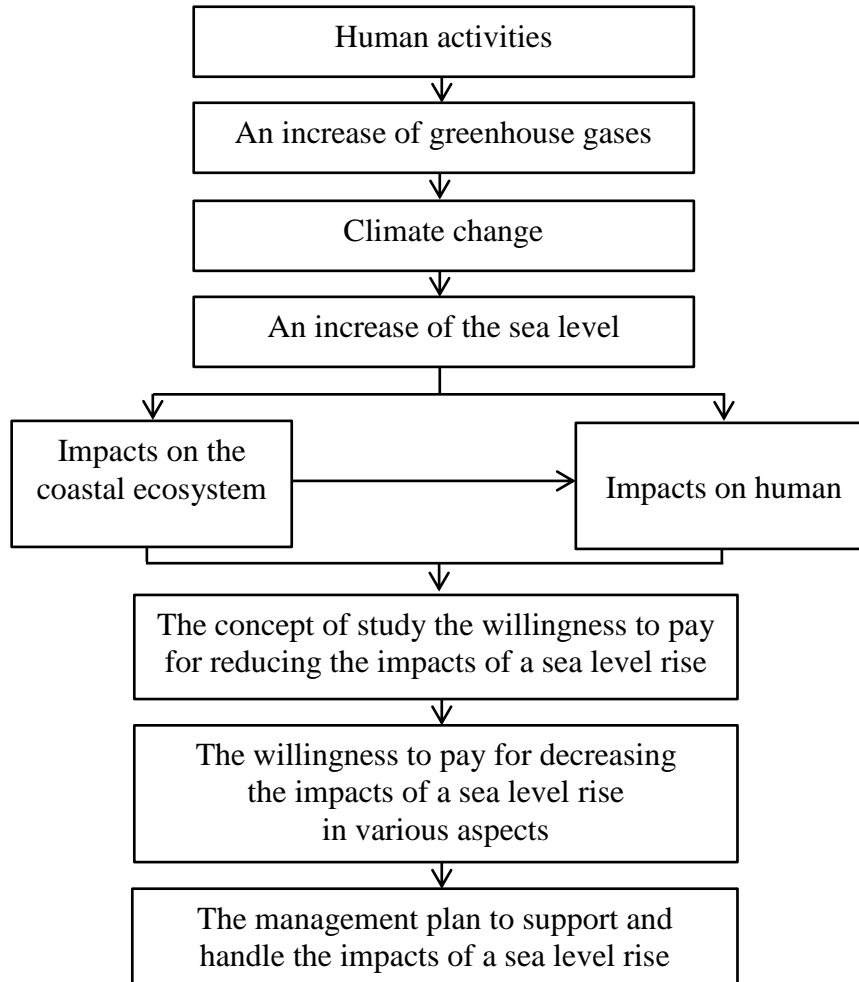 Human activities
An increase of greenhouse gases
Climate change
An increase of the sea level
Impacts on the
coastal ecosystem
Impacts on human
The concept of study the willingness to pay
for reducing the impacts of a sea level rise
The willingness to pay for decreasing
the impacts of a sea level rise
in various aspects
The management plan to support and
handle the impacts of a sea level rise